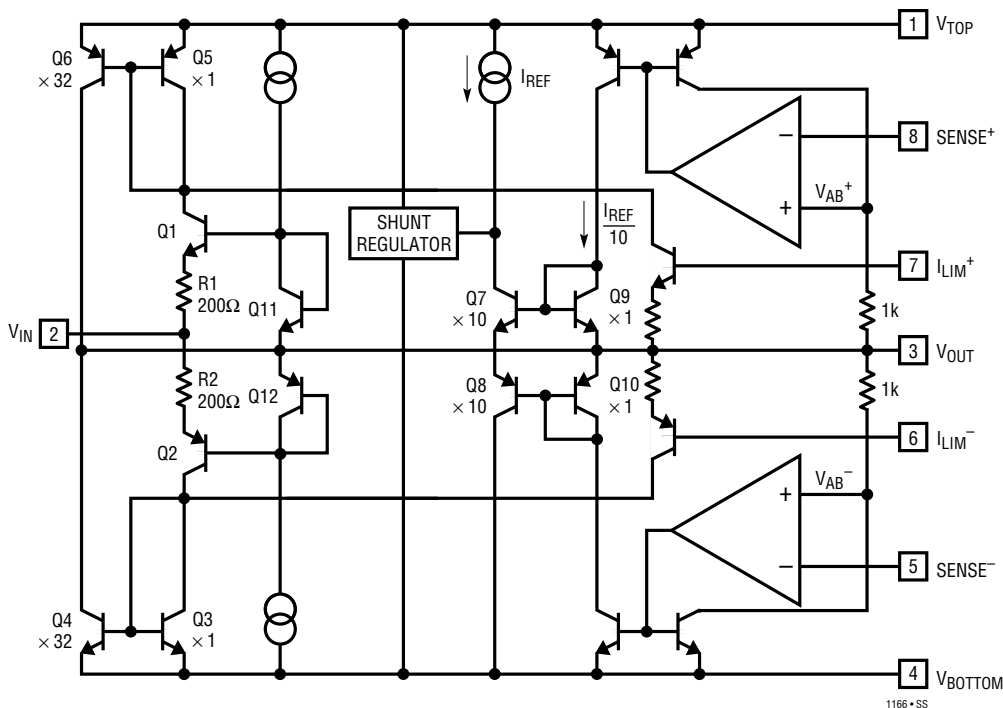 Q6
× 32
Q5
× 1
I_REF
1
V_TOP
8
SENSE+
−
+
V_AB+
Q1
SHUNT
REGULATOR
I_REF
10
7
I_LIM+
R1
200Ω
Q11
Q7
× 10
Q9
× 1
1k
V_IN
2
3
V_OUT
R2
200Ω
Q12
Q8
× 10
Q10
× 1
1k
Q2
6
I_LIM−
V_AB−
+
−
5
SENSE−
Q4
× 32
Q3
× 1
4
V_BOTTOM
1166 • SS